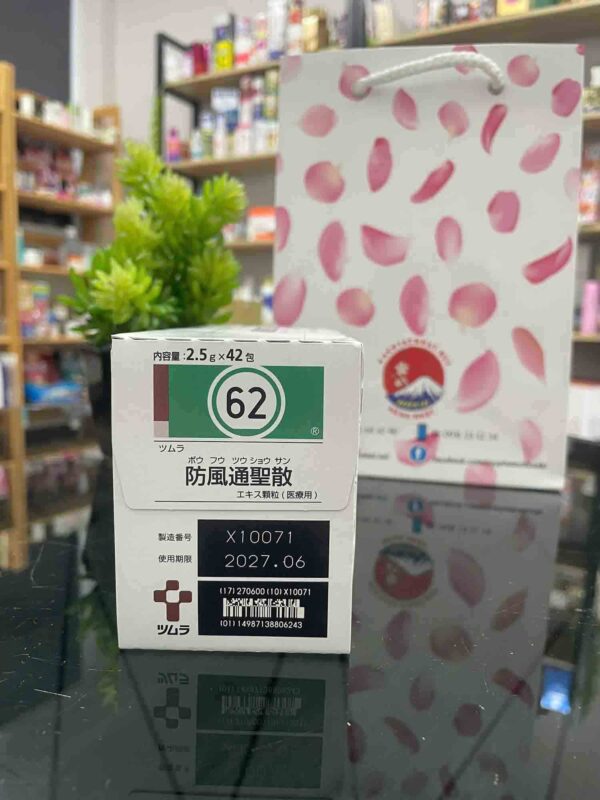 内容量:2.5g×42包
62
®
ツムラ
ボウ フウ ツウ ショウ サン
防風通聖散
エキス顆粒(医療用)
製造番号
X10071
使用期限
2027.06
(17)270600(10)X10071
(01)14987138806243
ツムラ